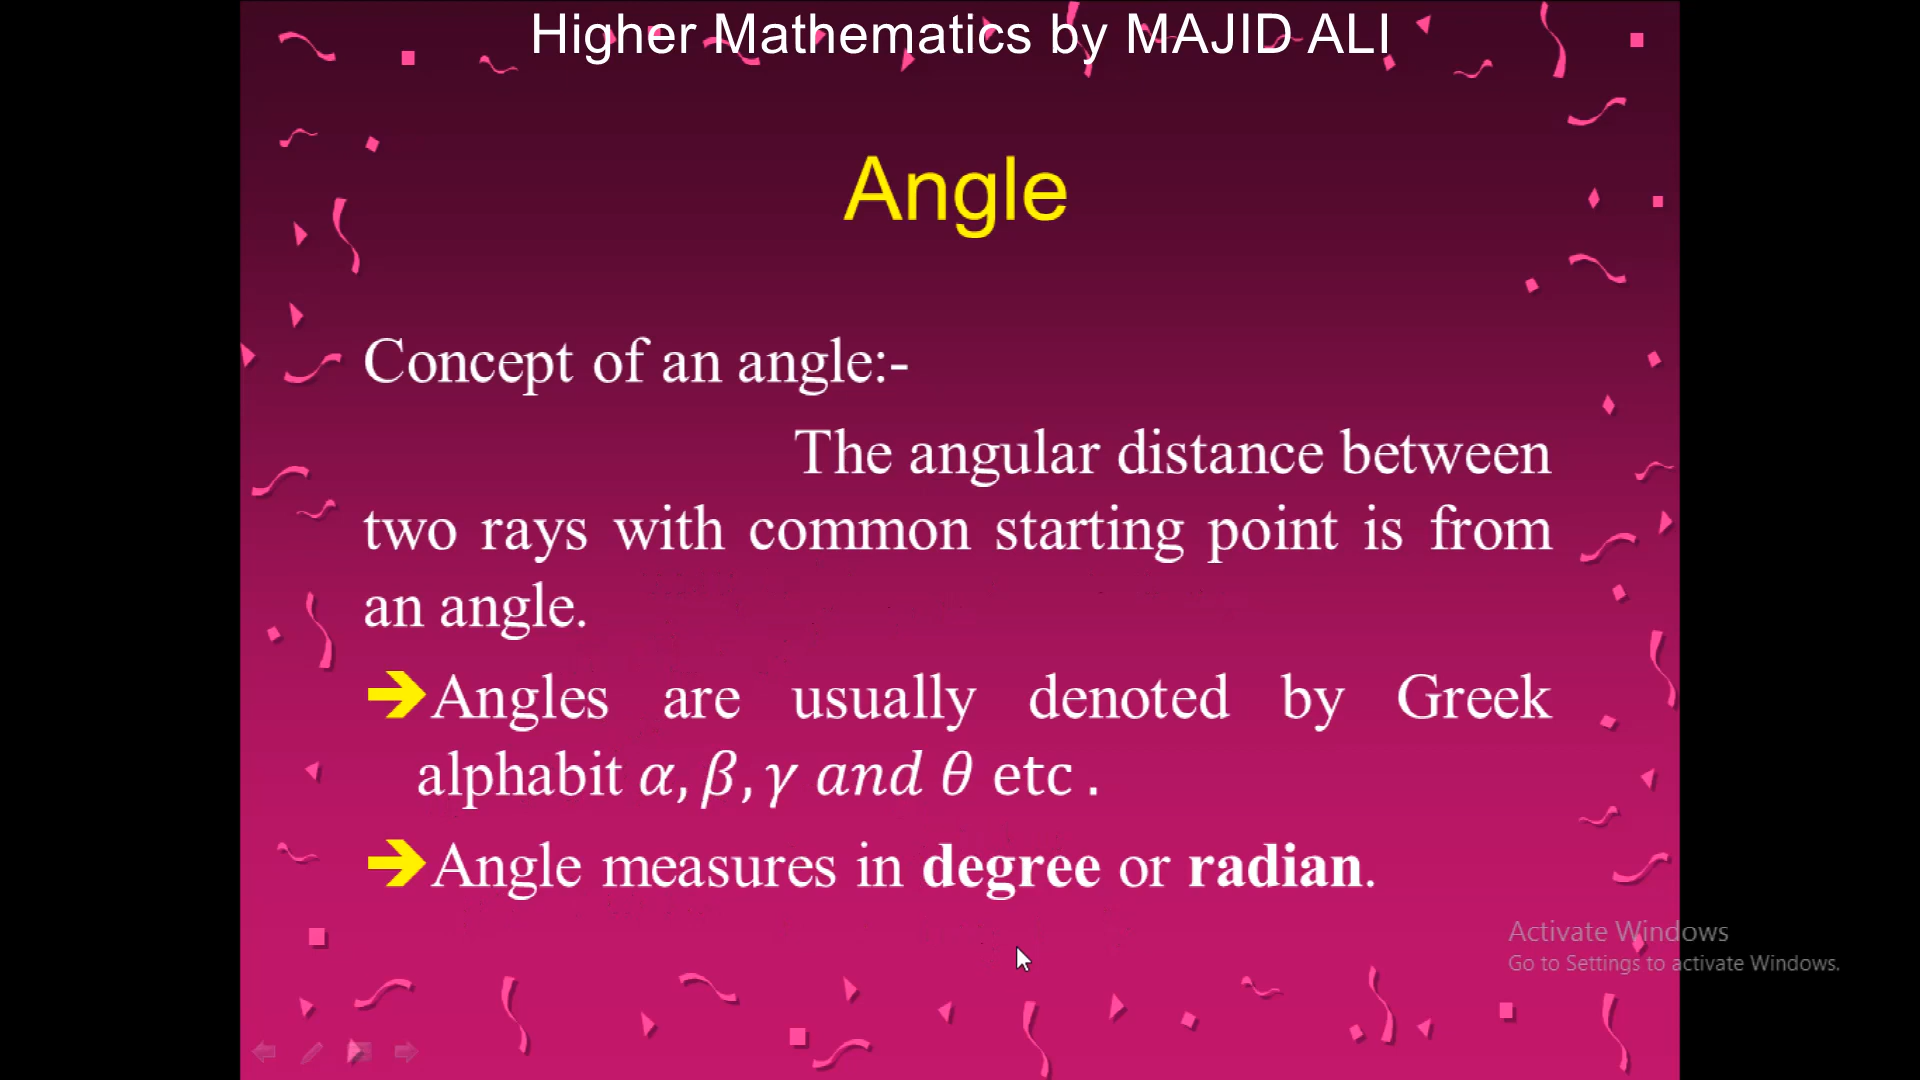 Higher Mathematics by MAJID ALI
Angle
Concept of an angle:-
The angular distance between
two rays with common starting point is from
an angle.
Angles are usually denoted by Greek
alphabit α, β, γ and θ etc .
Angle measures in degree or radian.
Activate Windows
Go to Settings to activate Windows.